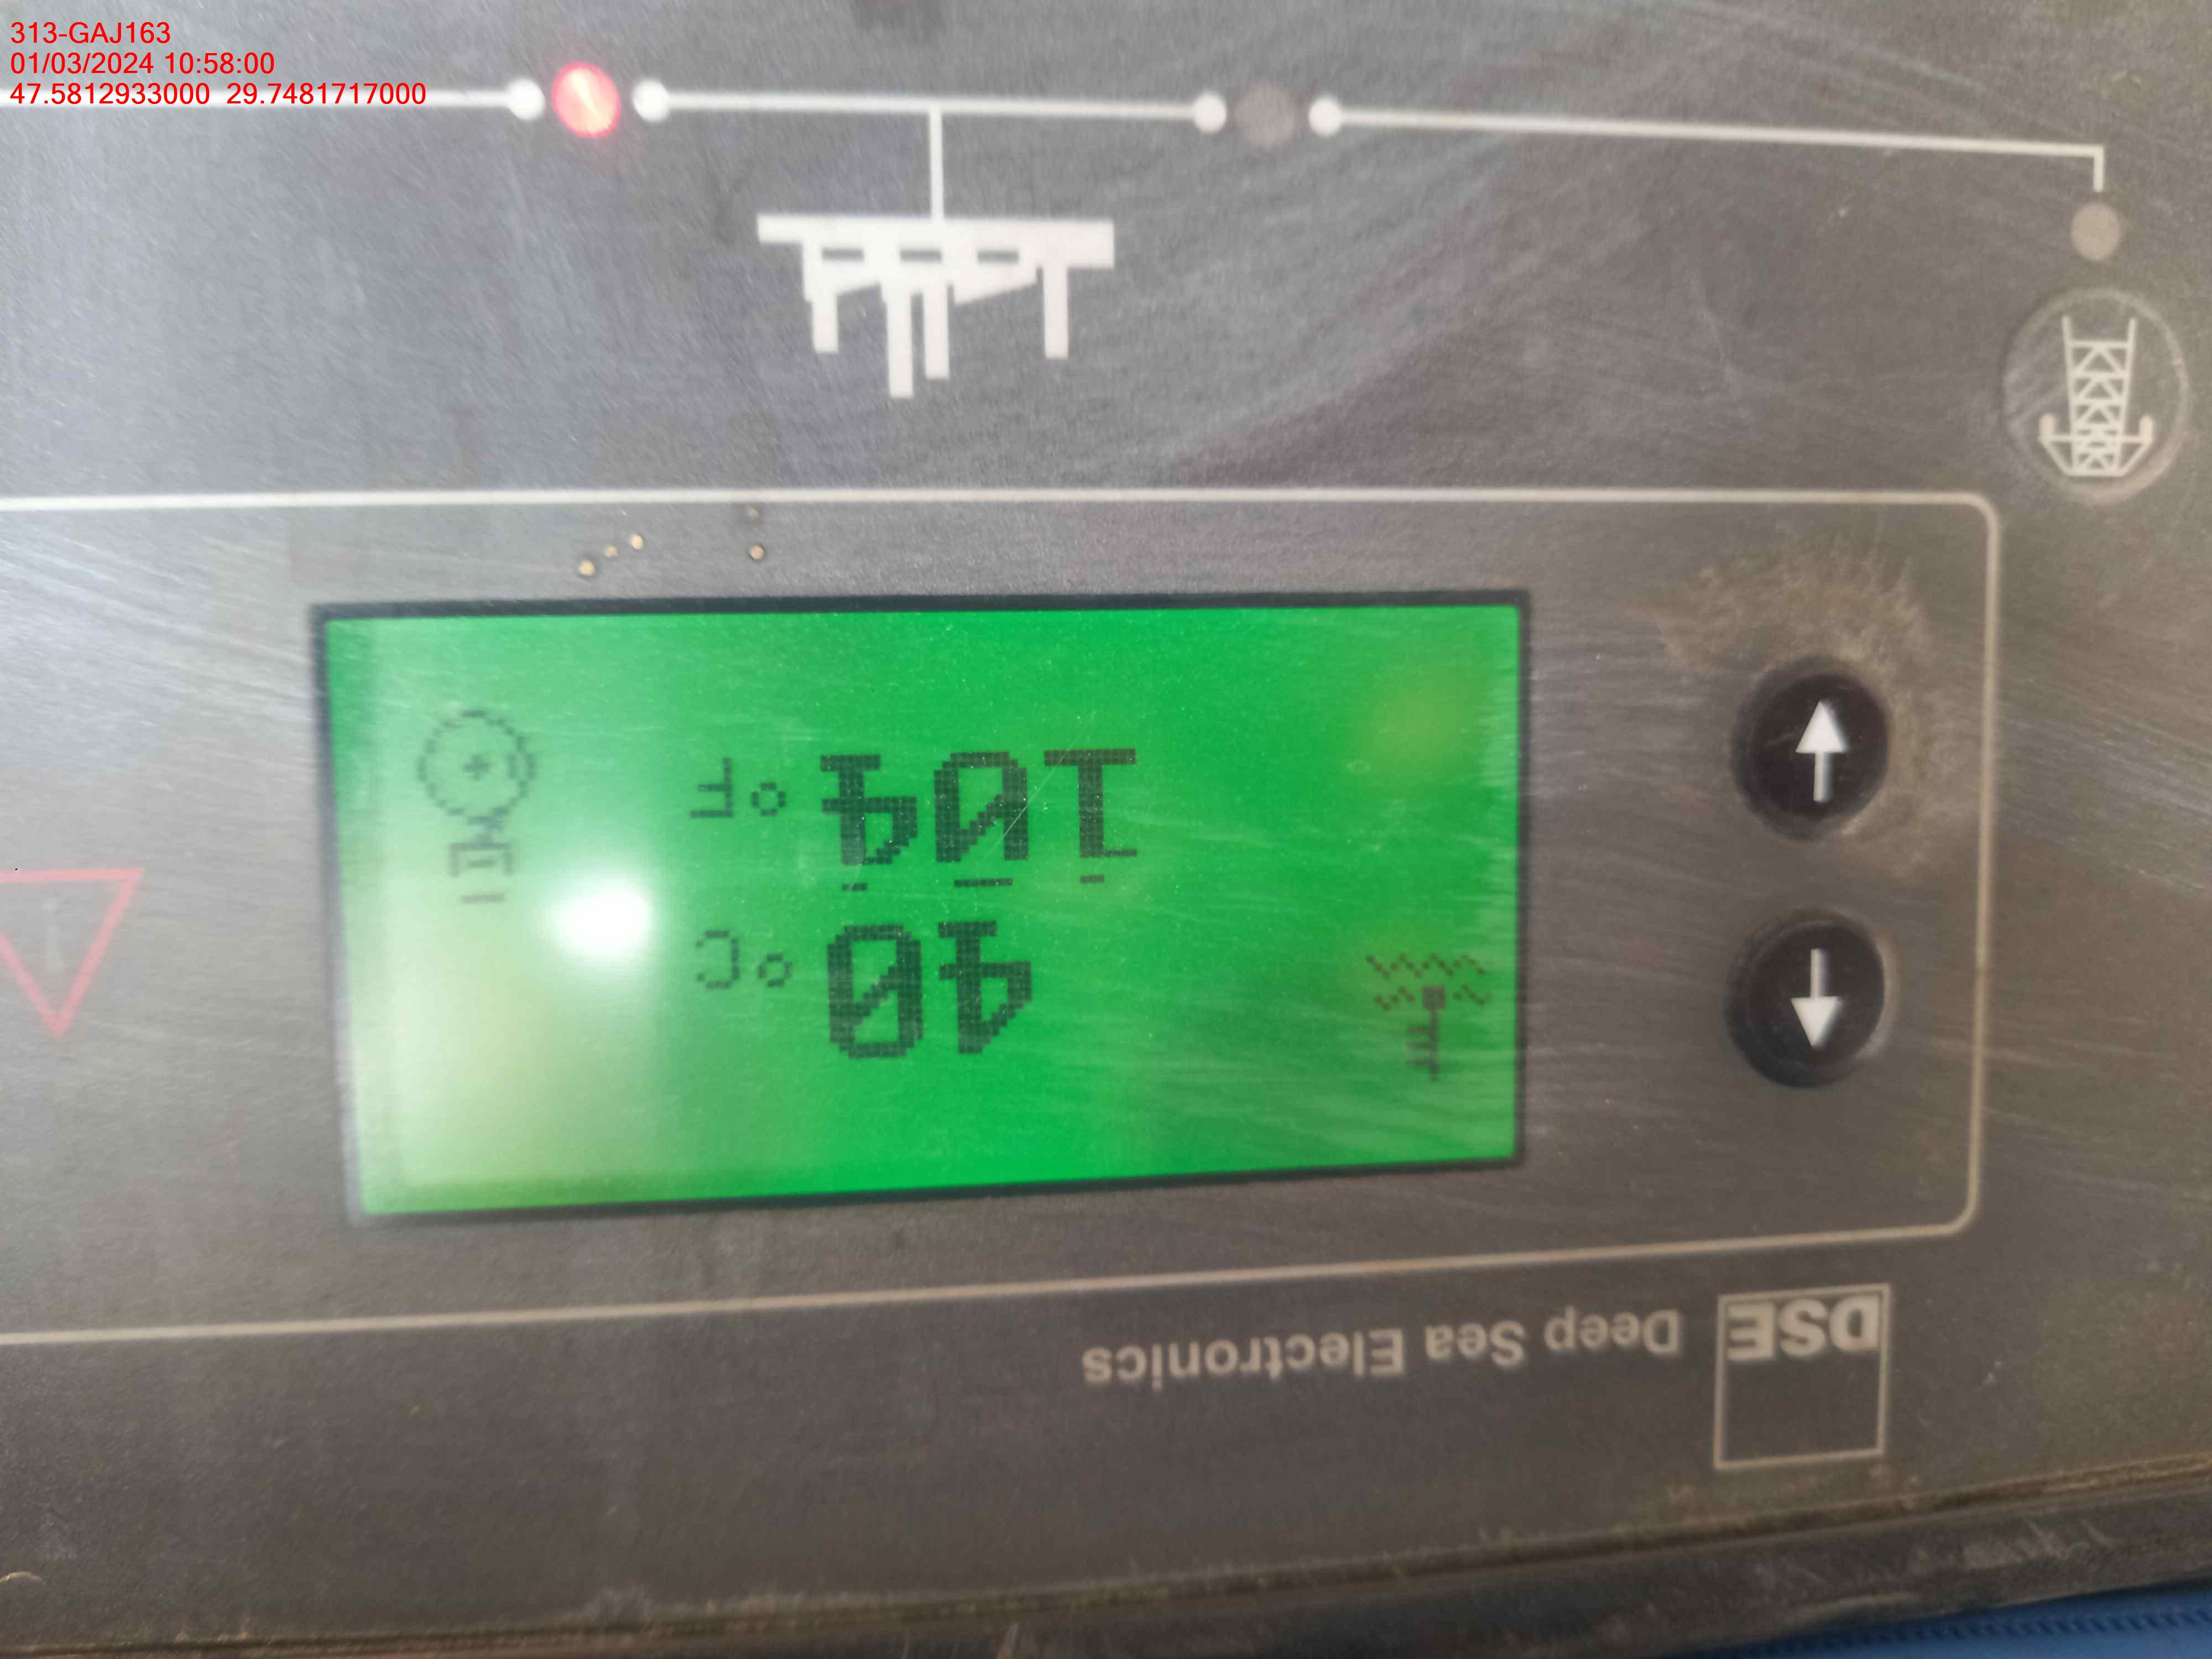 313-GAJ163
01/03/2024 10:58:00
47.5812933000 29.7481717000
DSE Deep Sea Electronics
40 °C
104 °F